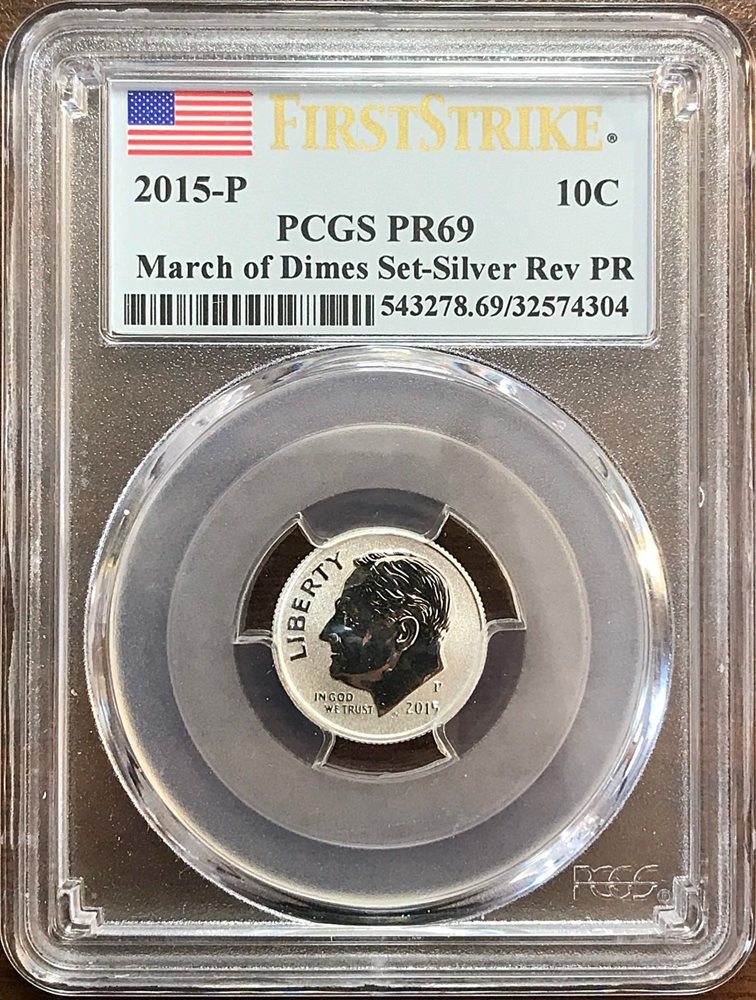 FIRSTSTRIKE®
2015-P 10C
PCGS PR69
March of Dimes Set-Silver Rev PR
543278.69/32574304
LIBERTY
IN GOD
WE TRUST
P
2015
PCGS